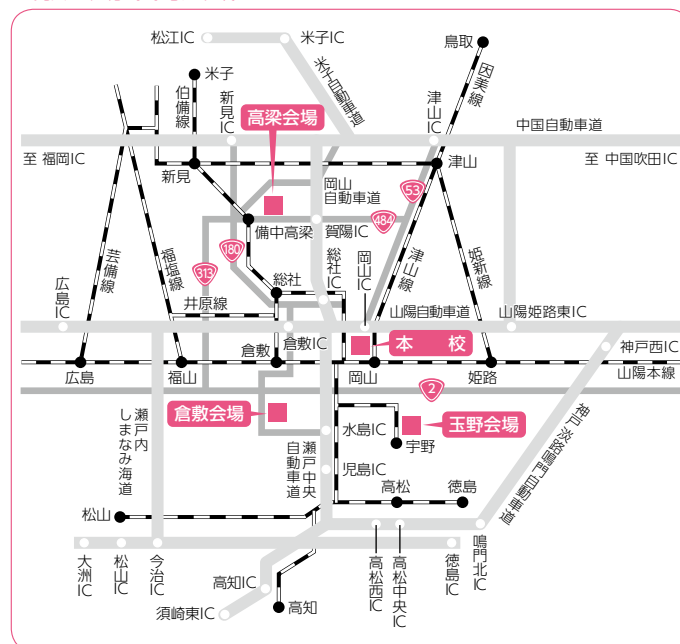 松江IC
米子IC
鳥取
米子
伯備線
新見IC
高梁会場
米子自動車道
津山IC
因美線
中国自動車道
至 福岡IC
新見
岡山
自動車道
津山
至 中国吹田IC
53
484
備中高梁
賀陽IC
180
313
芸備線
福塩線
総社
総社IC
岡山IC
津山線
姫新線
広島IC
井原線
山陽自動車道
山陽姫路東IC
倉敷IC
本 校
神戸西IC
広島
福山
倉敷
岡山
姫路
山陽本線
2
瀬戸内
しまなみ海道
倉敷会場
水島IC
玉野会場
宇野
瀬戸中央
自動車道
児島IC
神戸淡路鳴門自動車道
高松
徳島
松山
大洲IC
松山IC
今治IC
高知IC
高松西IC
高松中央IC
徳島IC
鳴門北IC
須崎東IC
高知